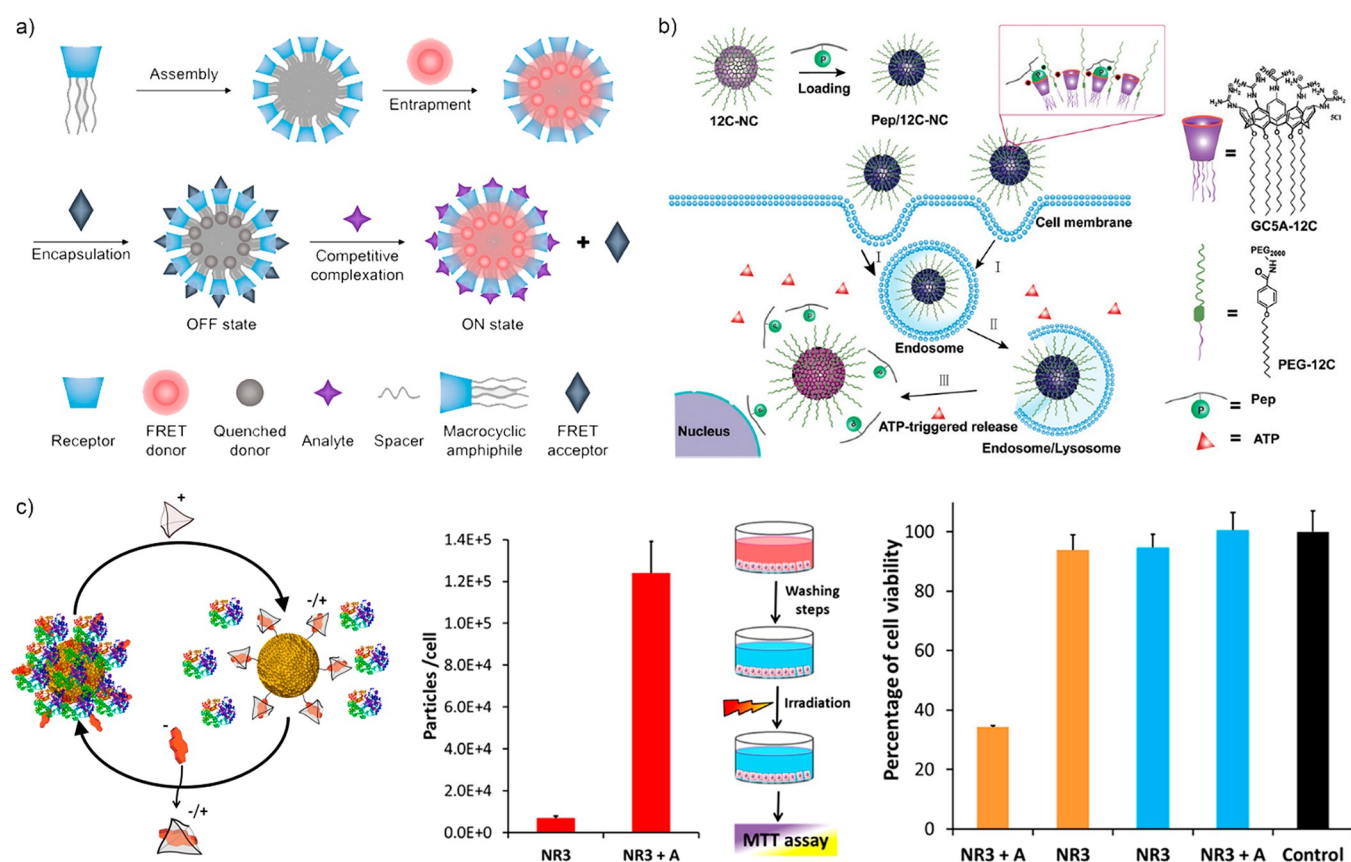 a)
Assembly
Entrapment
Encapsulation
Competitive
complexation
OFF state
ON state
Receptor
FRET
donor
Quenched
donor
Analyte
Spacer
Macrocyclic
amphiphile
FRET
acceptor
b)
P
Loading
12C-NC
Pep/12C-NC
Cell membrane
I
I
Endosome
II
III
ATP-triggered release
Endosome/Lysosome
Nucleus
5Cl
GC5A-12C
PEG2000
PEG-12C
P
= Pep
= ATP
c)
+
-/+
-
-/+
Particles /cell
1.4E+5
1.2E+5
1.0E+5
8.0E+4
6.0E+4
4.0E+4
2.0E+4
0.0E+0
NR3
NR3 + A
Washing
steps
Irradiation
MTT assay
Percentage of cell viability
100
80
60
40
20
0
NR3 + A
NR3
NR3
NR3 + A
Control